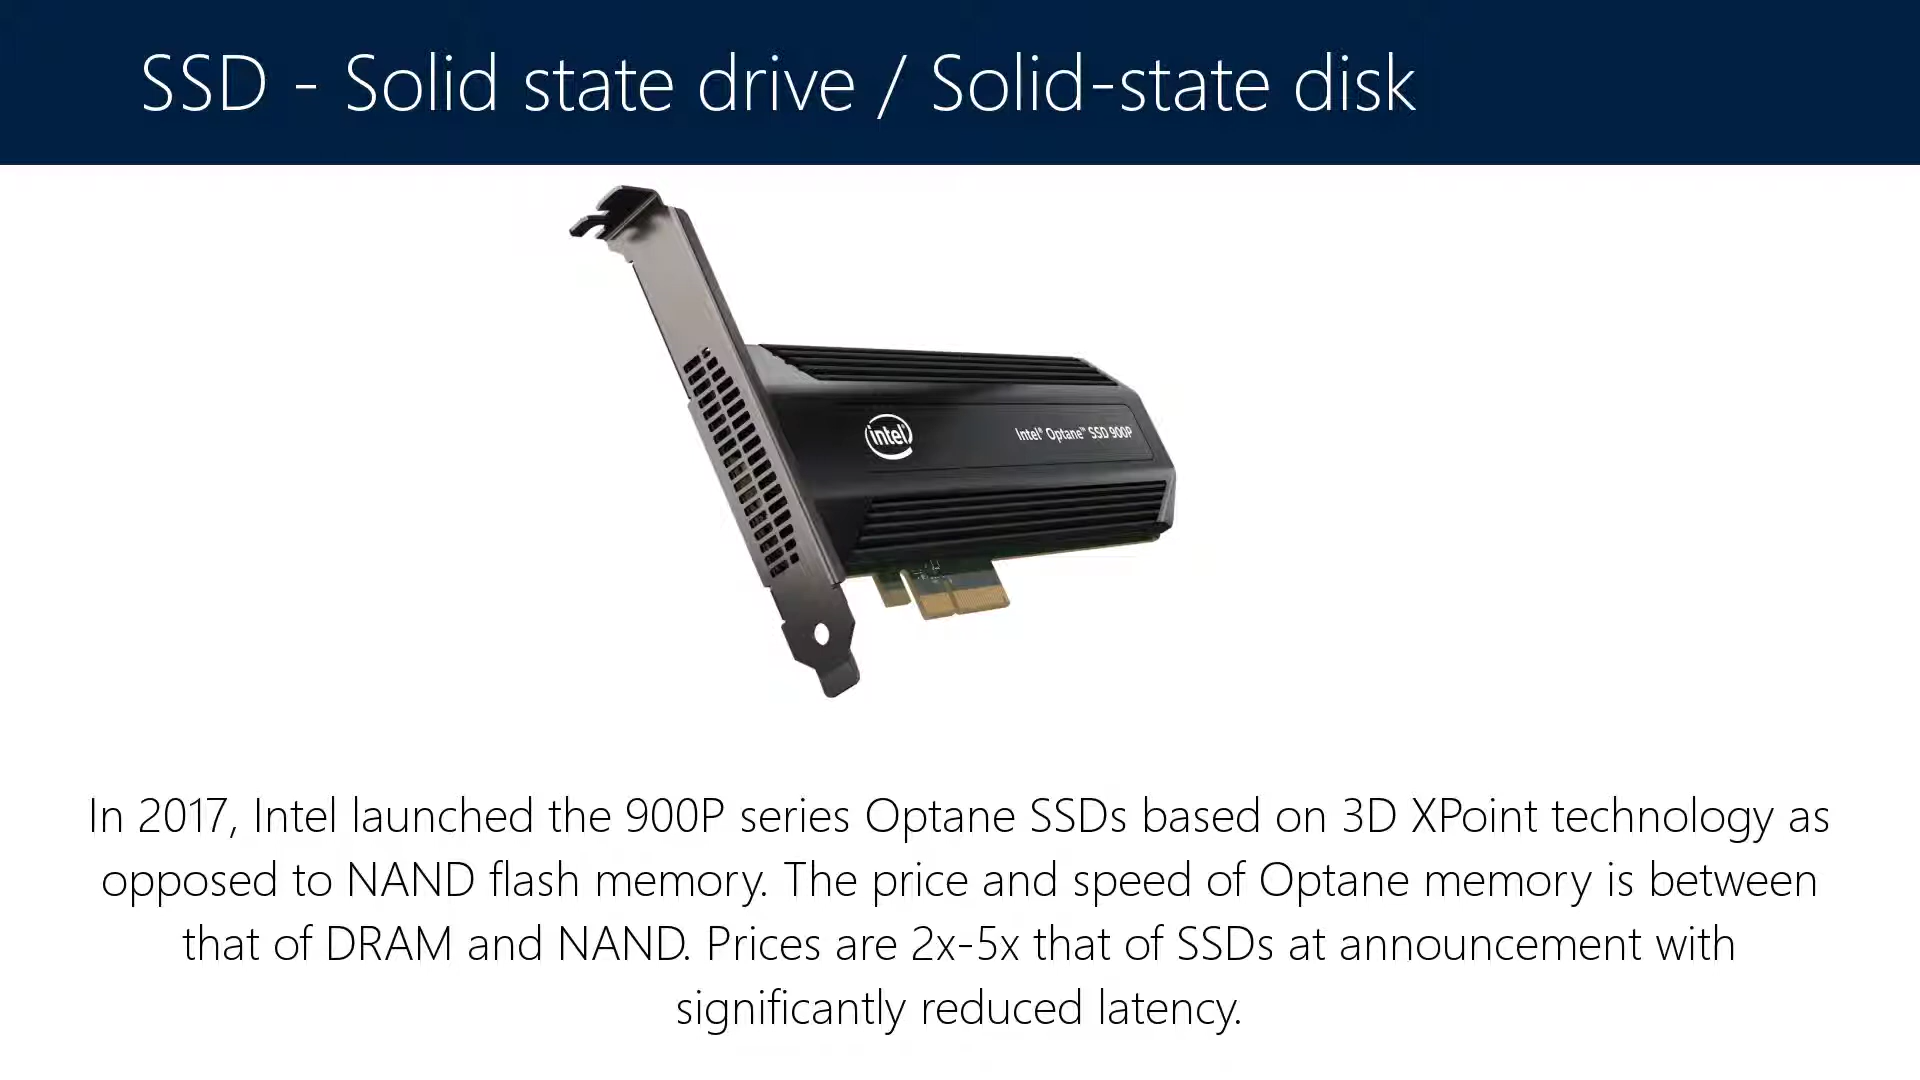 SSD - Solid state drive / Solid-state disk
intel
Intel® Optane™ SSD 900P
In 2017, Intel launched the 900P series Optane SSDs based on 3D XPoint technology as
opposed to NAND flash memory. The price and speed of Optane memory is between
that of DRAM and NAND. Prices are 2x-5x that of SSDs at announcement with
significantly reduced latency.